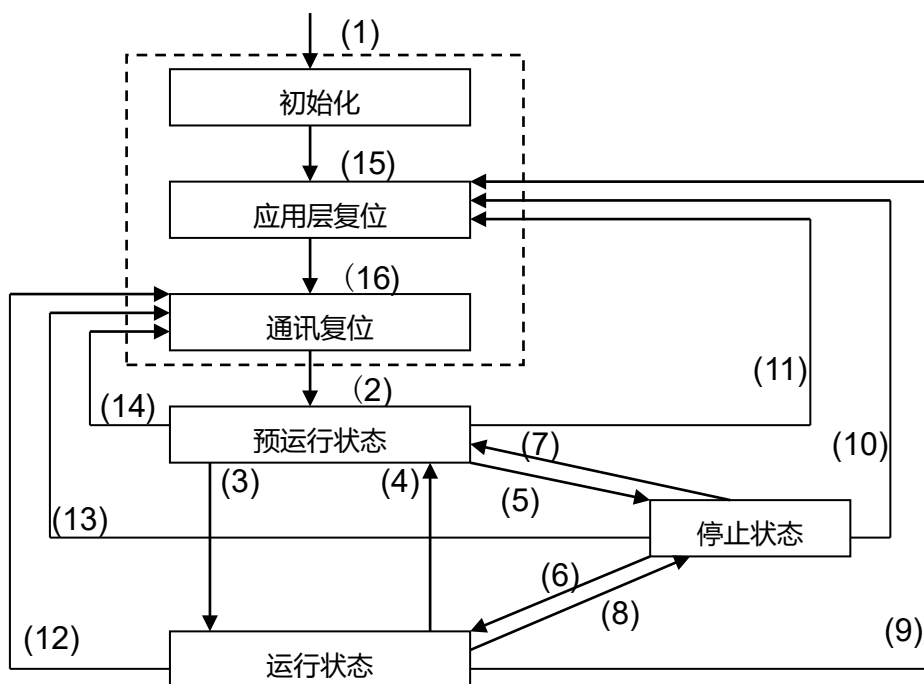 (1)
初始化
(15)
应用层复位
（16)
通讯复位
(11)
（2)
(14)
预运行状态
(7)
(10)
(3)
(4)
(5)
(13)
停止状态
(6)
(8)
(12)
(9)
运行状态